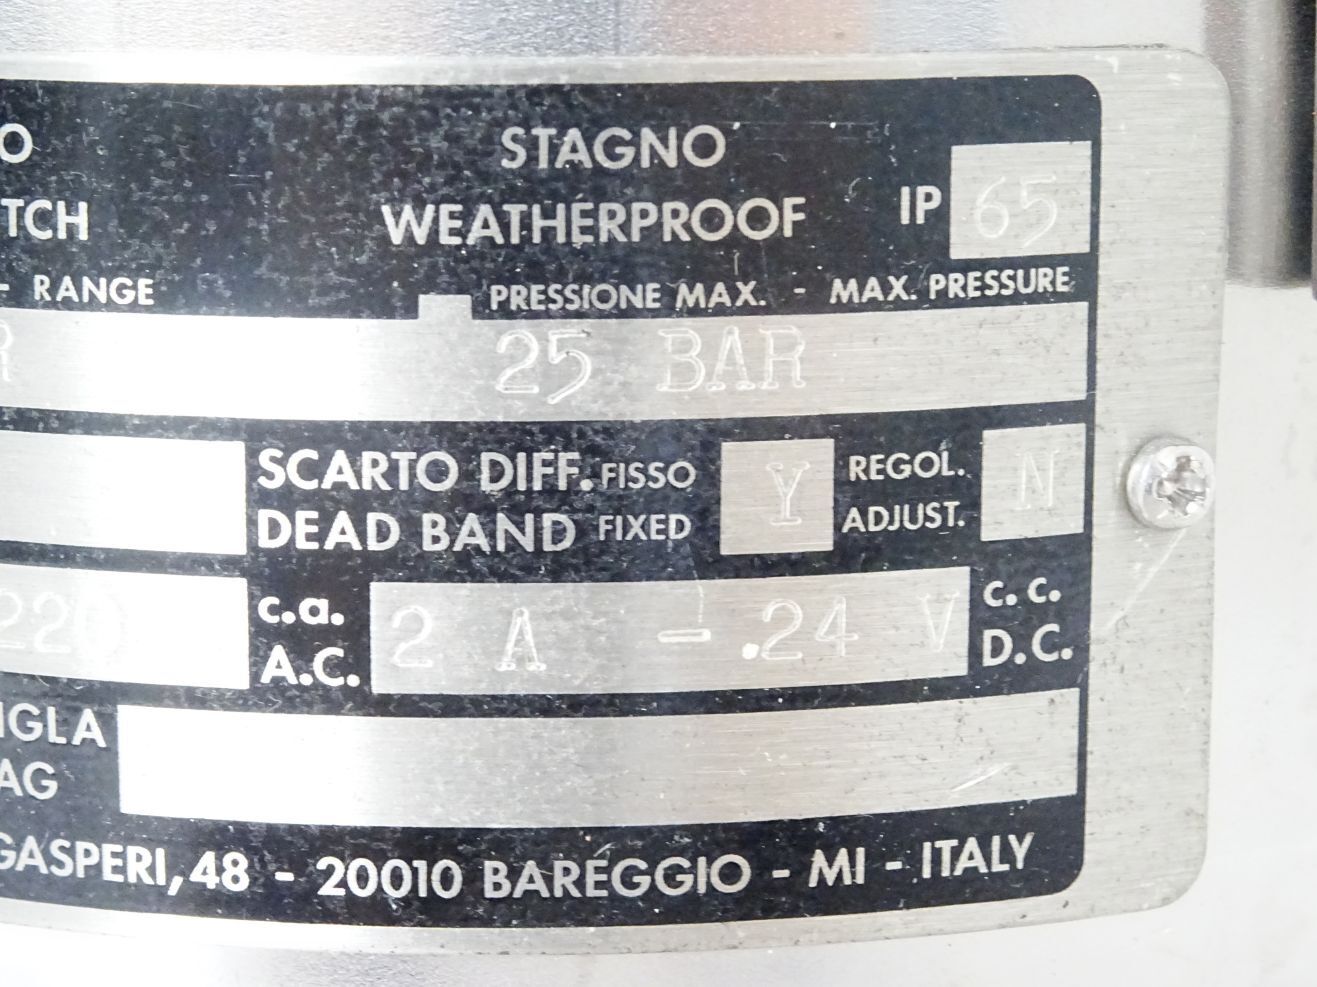 O STAGNO
TCH WEATHERPROOF IP 65
- RANGE PRESSIONE MAX. - MAX. PRESSURE
R 25 BAR
SCARTO DIFF. FISSO Y REGOL. N
DEAD BAND FIXED ADJUST.
220 c.a. 2 A - .24 V c.c.
A.C. D.C.
IGLA
AG
GASPERI, 48 - 20010 BAREGGIO - MI - ITALY